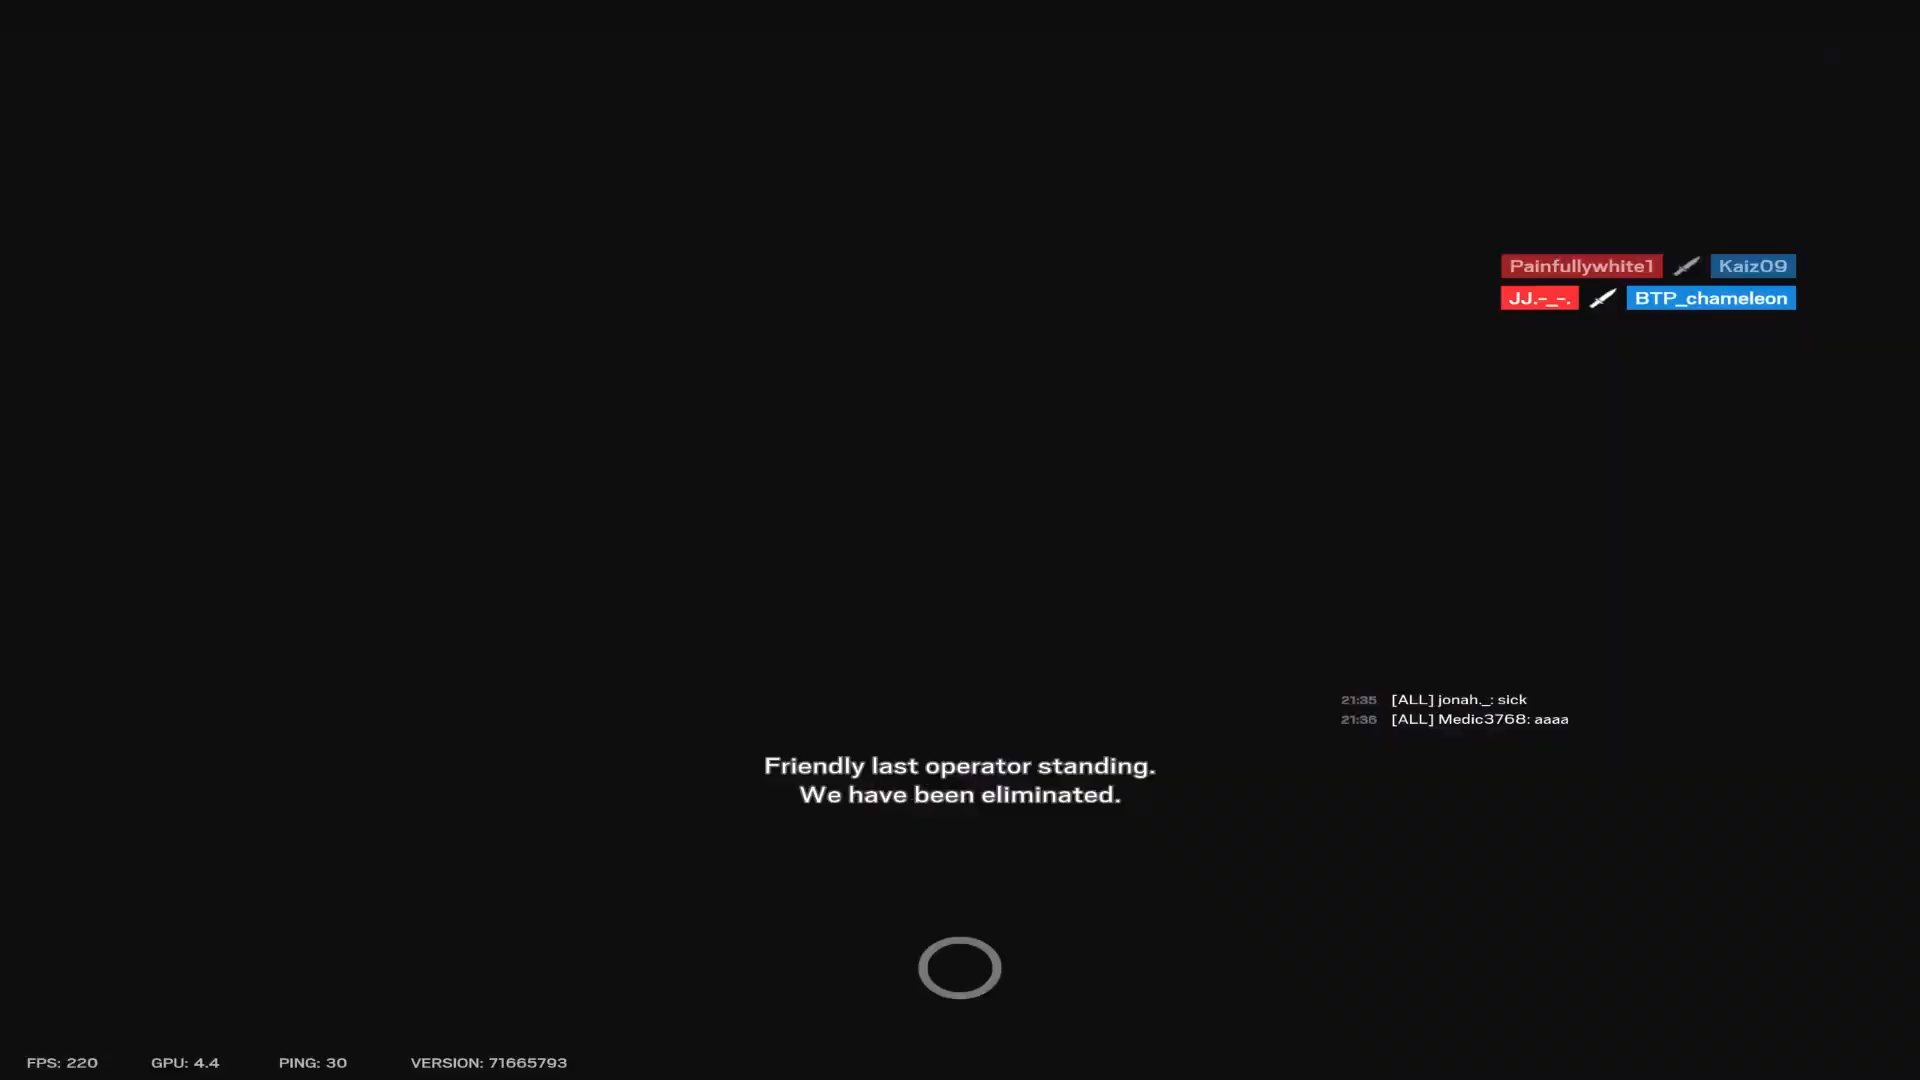 Painfullywhite1 Kaiz09
JJ.-_-. BTP_chameleon
21:35 [ALL] jonah._: sick
21:36 [ALL] Medic3768: aaaa
Friendly last operator standing.
We have been eliminated.
FPS: 220 GPU: 4.4 PING: 30 VERSION: 71665793